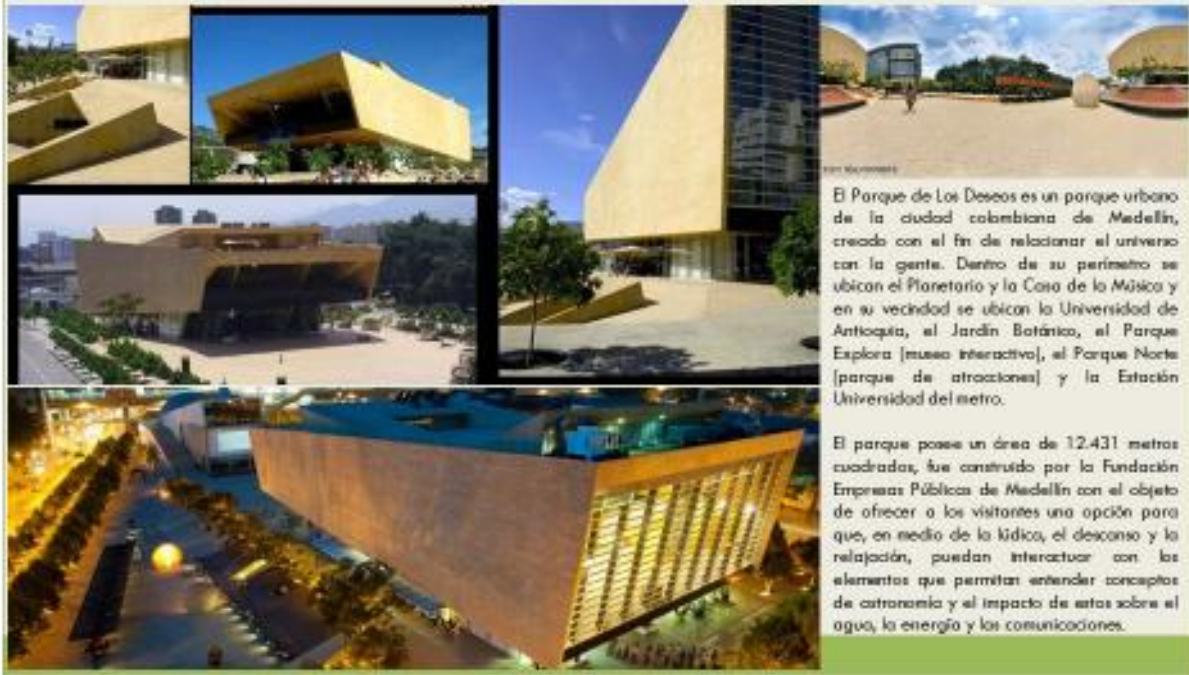 El Parque de Los Deseos es un parque urbano
de la ciudad colombiana de Medellín,
creado con el fin de relacionar el universo
con la gente. Dentro de su perímetro se
ubican el Planetario y la Casa de la Música y
en su vecindad se ubican la Universidad de
Antioquia, el Jardín Botánico, el Parque
Explora (museo interactivo), el Parque Norte
(parque de atracciones) y la Estación
Universidad del metro.
El parque posee un área de 12.431 metros
cuadrados, fue construido por la Fundación
Empresas Públicas de Medellín con el objeto
de ofrecer a los visitantes una opción para
que, en medio de la lúdica, el descanso y la
relajación, puedan interactuar con los
elementos que permitan entender conceptos
de astronomía y el impacto de estos sobre el
agua, la energía y las comunicaciones.